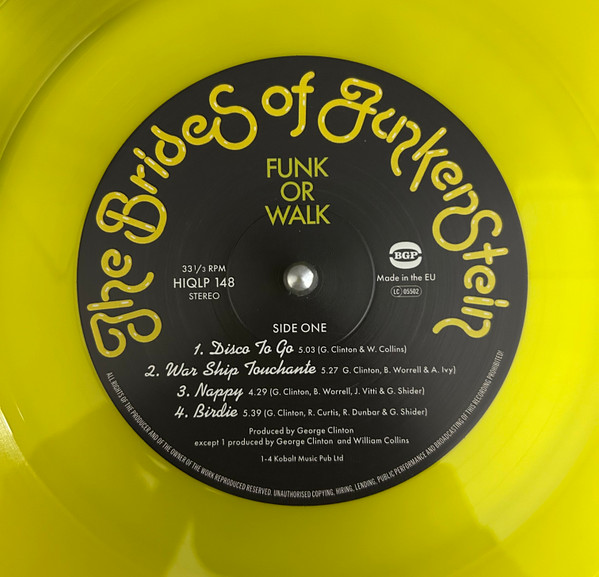 The Brides of Funkenstein
FUNK
OR
WALK
33 1/3 RPM
HIQLP 148
STEREO
BGP
Made in the EU
LC 05502
SIDE ONE
1. Disco To Go 5.03 (G. Clinton & W. Collins)
2. War Ship Touchante 5.27 G. Clinton, B. Worrell & A. Ivy)
3. Nappy 4.29 (G. Clinton, B. Worrell, J. Vitti & G. Shider)
4. Birdie 5.39 (G. Clinton, R. Curtis, R. Dunbar & G. Shider)
Produced by George Clinton
except 1 produced by George Clinton and William Collins
1-4 Kobalt Music Pub Ltd
ALL RIGHTS OF THE PRODUCER AND OF THE OWNER OF THE WORK REPRODUCED RESERVED. UNAUTHORISED COPYING, HIRING, LENDING, PUBLIC PERFORMANCE AND BROADCASTING OF THIS RECORDING PROHIBITED!